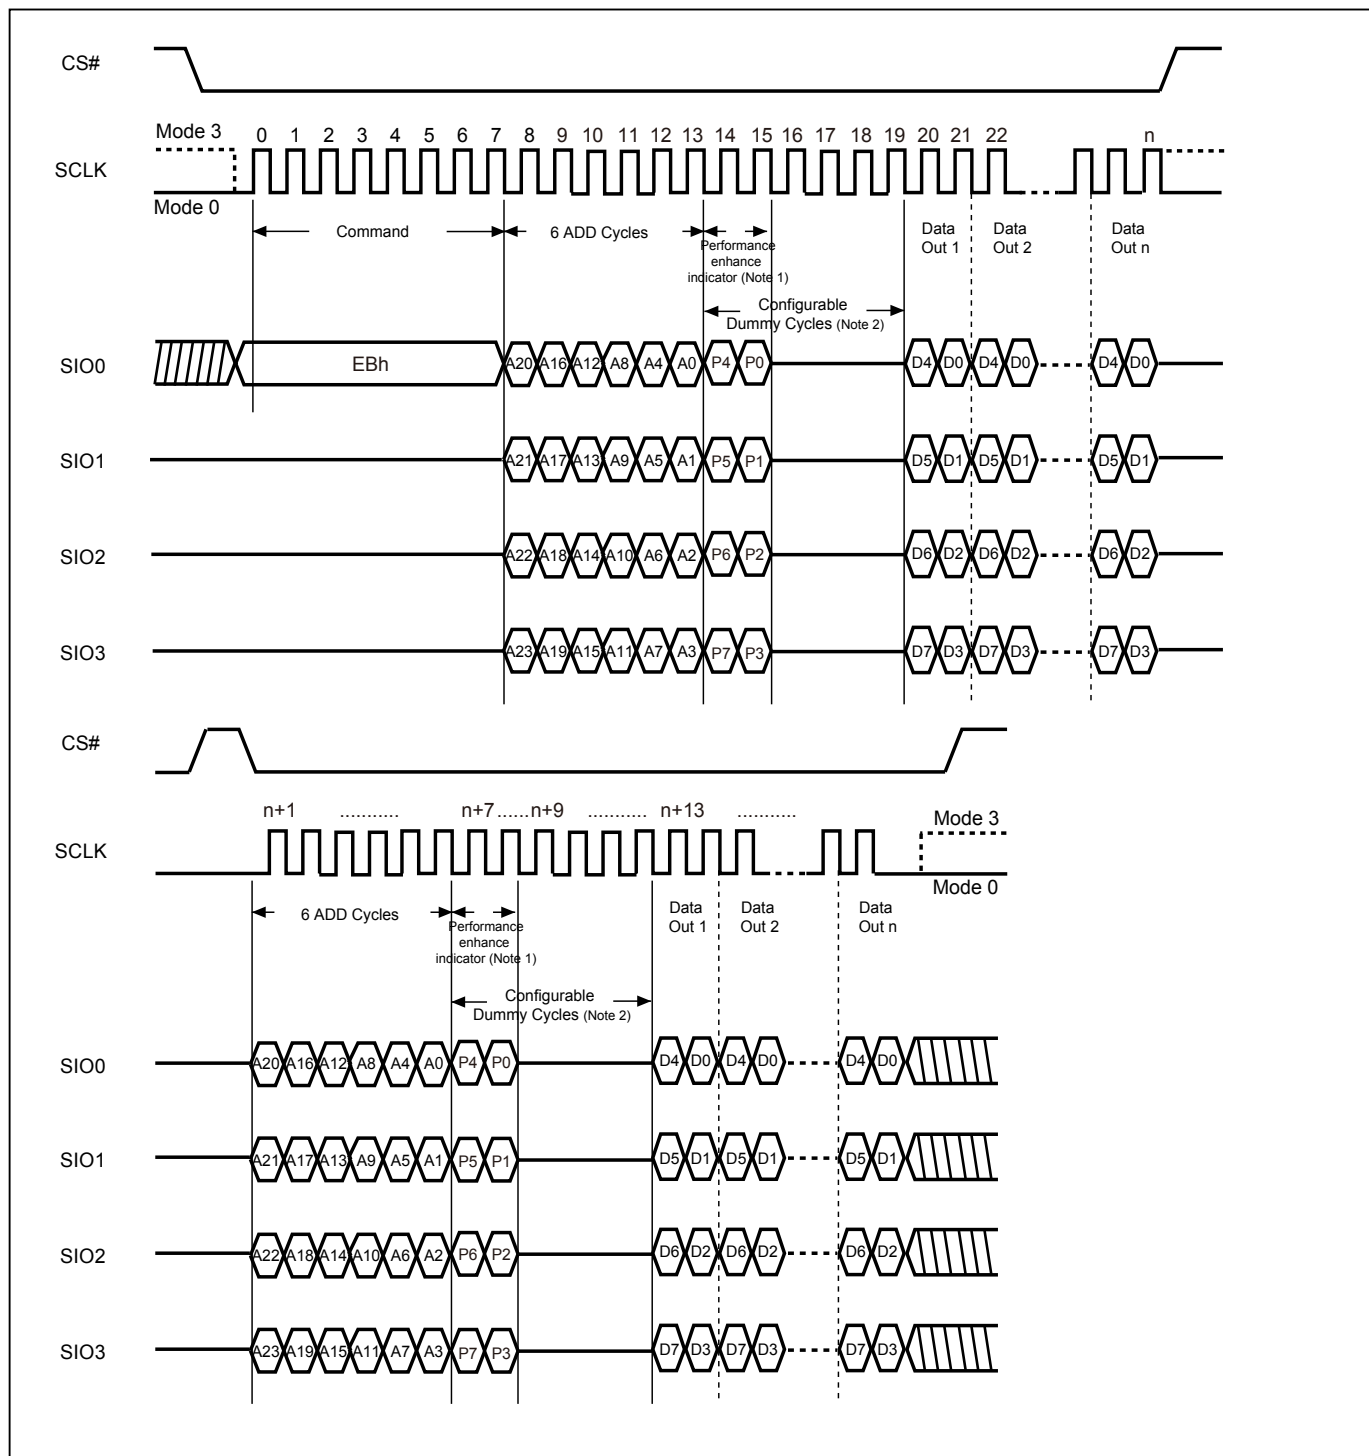 CS#
Mode 3
0 1 2 3 4 5 6 7 8 9 10 11 12 13 14 15 16 17 18 19 20 21 22 n
SCLK
Mode 0
Command
6 ADD Cycles
Performance
enhance
indicator (Note 1)
Data
Out 1
Data
Out 2
Data
Out n
Configurable
Dummy Cycles (Note 2)
SIO0 EBh A20 A16 A12 A8 A4 A0 P4 P0 D4 D0 D4 D0 D4 D0
SIO1 A21 A17 A13 A9 A5 A1 P5 P1 D5 D1 D5 D1 D5 D1
SIO2 A22 A18 A14 A10 A6 A2 P6 P2 D6 D2 D6 D2 D6 D2
SIO3 A23 A19 A15 A11 A7 A3 P7 P3 D7 D3 D7 D3 D7 D3
CS#
n+1 ........... n+7 ......n+9 ........... n+13 ...........
Mode 3
SCLK
Mode 0
6 ADD Cycles
Performance
enhance
indicator (Note 1)
Data
Out 1
Data
Out 2
Data
Out n
Configurable
Dummy Cycles (Note 2)
SIO0 A20 A16 A12 A8 A4 A0 P4 P0 D4 D0 D4 D0 D4 D0
SIO1 A21 A17 A13 A9 A5 A1 P5 P1 D5 D1 D5 D1 D5 D1
SIO2 A22 A18 A14 A10 A6 A2 P6 P2 D6 D2 D6 D2 D6 D2
SIO3 A23 A19 A15 A11 A7 A3 P7 P3 D7 D3 D7 D3 D7 D3